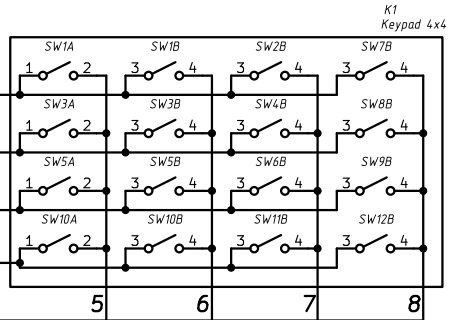 K1
Keypad 4x4
SW1A SW1B SW2B SW7B
1 2 3 4 3 4 3 4
SW3A SW3B SW4B SW8B
1 2 3 4 3 4 3 4
SW5A SW5B SW6B SW9B
1 2 3 4 3 4 3 4
SW10A SW10B SW11B SW12B
1 2 3 4 3 4 3 4
5 6 7 8